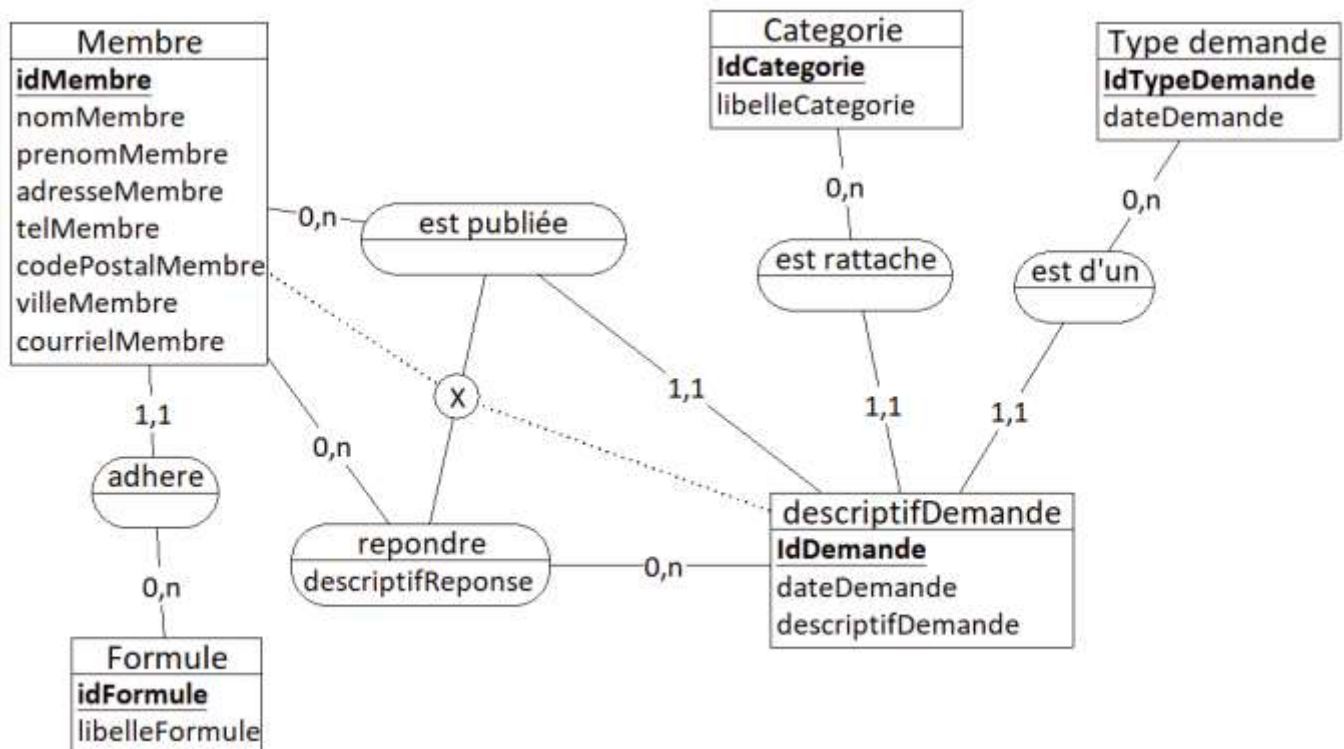 Membre
idMembre
nomMembre
prenomMembre
adresseMembre
telMembre
codePostalMembre
villeMembre
courrielMembre
Categorie
IdCategorie
libelleCategorie
Type demande
IdTypeDemande
dateDemande
0,n
est publiée
0,n
est rattache
0,n
est d'un
X
1,1
1,1
1,1
1,1
adhere
0,n
0,n
repondre
descriptifReponse
0,n
descriptifDemande
IdDemande
dateDemande
descriptifDemande
Formule
idFormule
libelleFormule